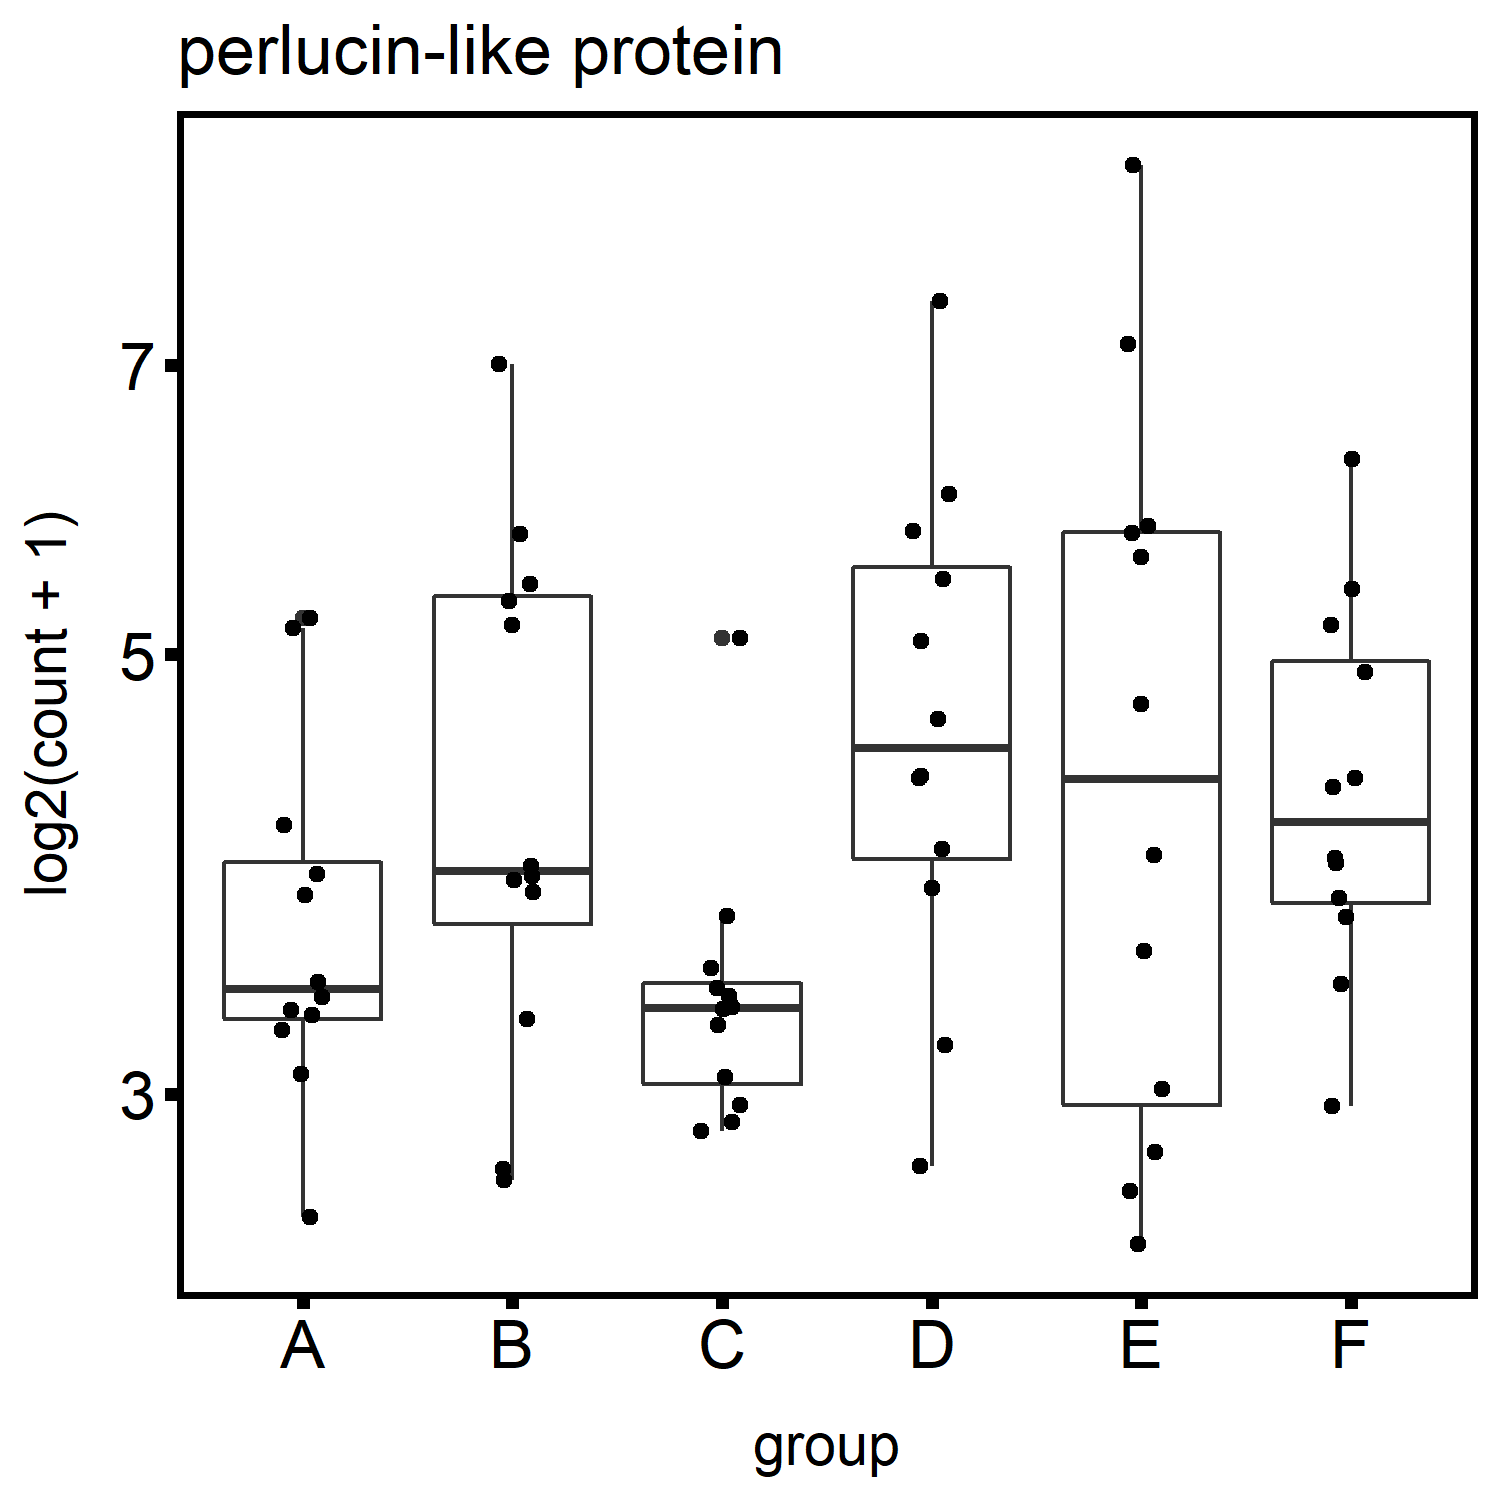 perlucin-like protein
log2(count + 1)
7
5
3
A B C D E F
group